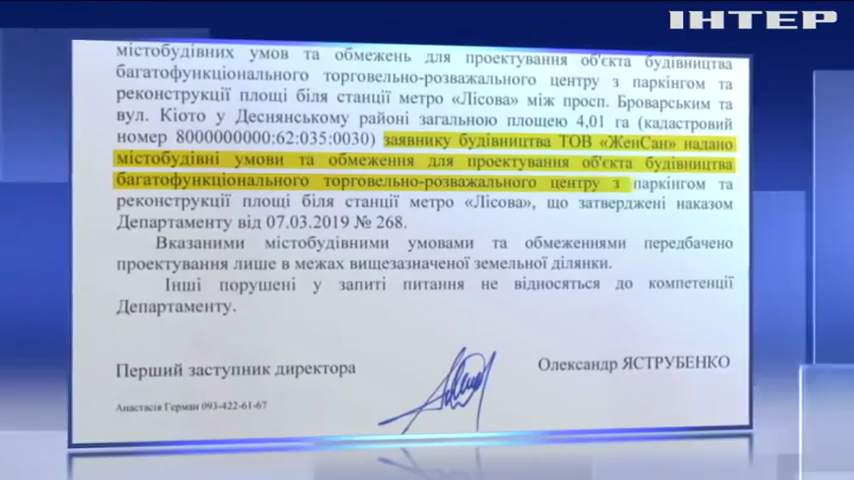 ІНТЕР
містобудівних умов та обмежень для проектування об'єкта будівництва
багатофункціонального торговельно-розважального центру з паркінгом та
реконструкції площі біля станції метро «Лісова» між просп. Броварським та
вул. Кіото у Деснянському районі загальною площею 4,01 га (кадастровий
номер 8000000000:62:035:0030) заявнику будівництва ТОВ «ЖенСан» надано
містобудівні умови та обмеження для проектування об'єкта будівництва
багатофункціонального торговельно-розважального центру з паркінгом та
реконструкції площі біля станції метро «Лісова», що затверджені наказом
Департаменту від 07.03.2019 № 268.
Вказаними містобудівними умовами та обмеженнями передбачено
проектування лише в межах вищезазначеної земельної ділянки.
Інші порушені у запиті питання не відносяться до компетенції
Департаменту.
Перший заступник директора
Олександр ЯСТРУБЕНКО
Анастасія Герман 093-422-61-67